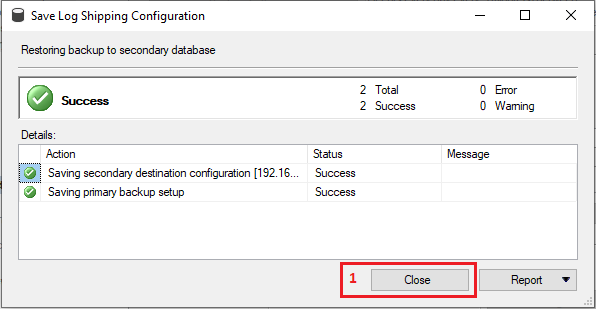 Save Log Shipping Configuration
Restoring backup to secondary database
Success
2 Total 0 Error
2 Success 0 Warning
Details:
Action Status Message
Saving secondary destination configuration [192.16... Success
Saving primary backup setup Success
1 Close Report